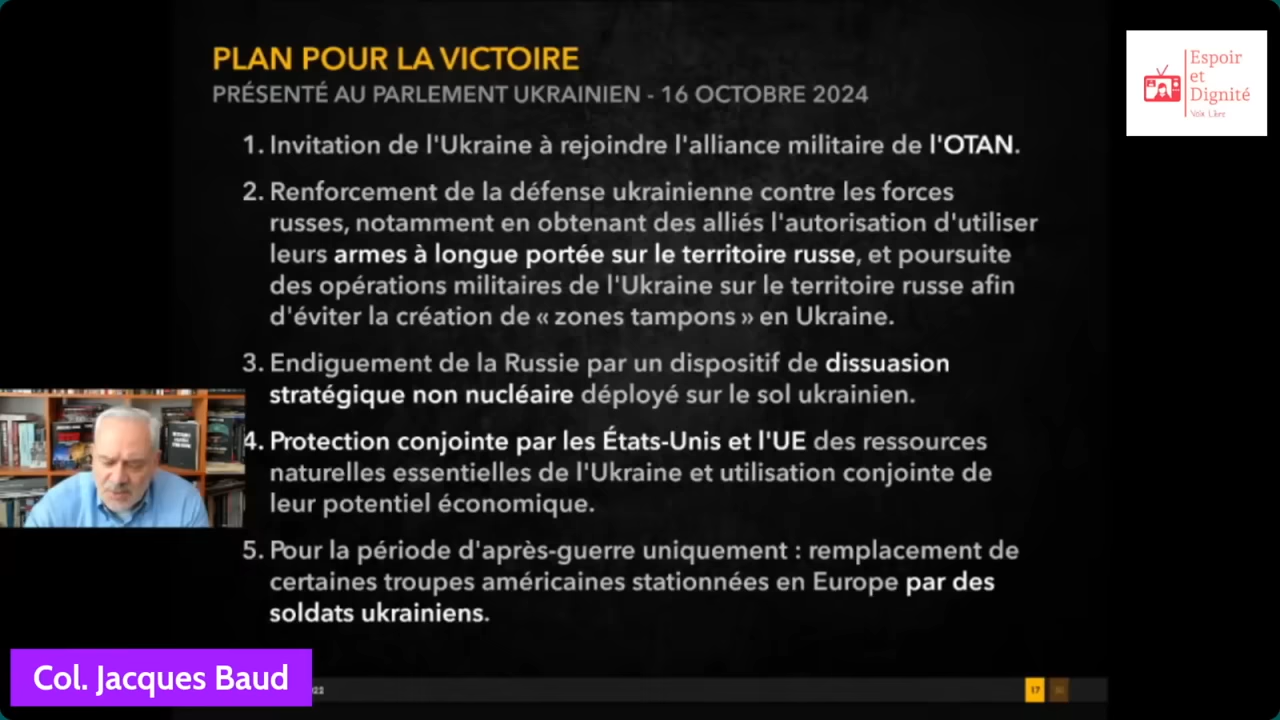 PLAN POUR LA VICTOIRE
PRÉSENTÉ AU PARLEMENT UKRAINIEN - 16 OCTOBRE 2024
1. Invitation de l'Ukraine à rejoindre l'alliance militaire de l'OTAN.
2. Renforcement de la défense ukrainienne contre les forces
russes, notamment en obtenant des alliés l'autorisation d'utiliser
leurs armes à longue portée sur le territoire russe, et poursuite
des opérations militaires de l'Ukraine sur le territoire russe afin
d'éviter la création de « zones tampons » en Ukraine.
3. Endiguement de la Russie par un dispositif de dissuasion
stratégique non nucléaire déployé sur le sol ukrainien.
4. Protection conjointe par les États-Unis et l'UE des ressources
naturelles essentielles de l'Ukraine et utilisation conjointe de
leur potentiel économique.
5. Pour la période d'après-guerre uniquement : remplacement de
certaines troupes américaines stationnées en Europe par des
soldats ukrainiens.
Espoir
et
Dignité
Col. Jacques Baud
17